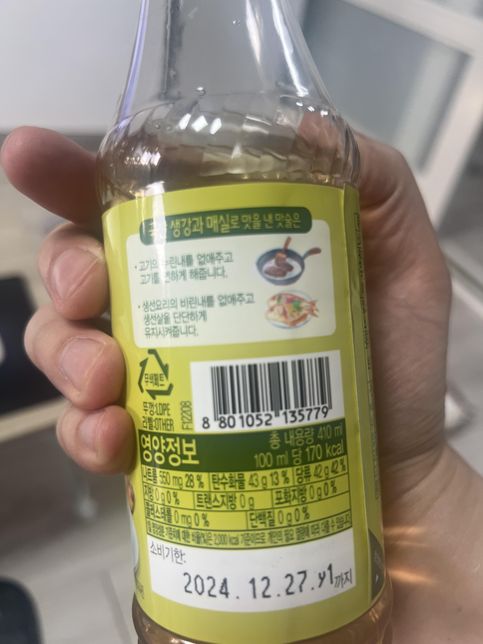 생강과 매실로 맛을 낸 맛술은
· 고기의 누린내를 없애주고
고기를 연하게 해줍니다.
· 생선요리의 비린내를 없애주고
생선살을 단단하게
유지시켜줍니다.
무색페트
뚜껑:LDPE
라벨:OTHER
F1208
8 801052 135779
영양정보
총 내용량 410 ml
100 ml 당 170 kcal
나트륨 550 mg 28 % 탄수화물 43 g 13 % 당류 42 g 42 %
지방 0 g 0 % 트랜스지방 0 g 포화지방 0 g 0 %
콜레스테롤 0 mg 0 % 단백질 0 g 0 %
소비기한:
2024.12.27.y1까지